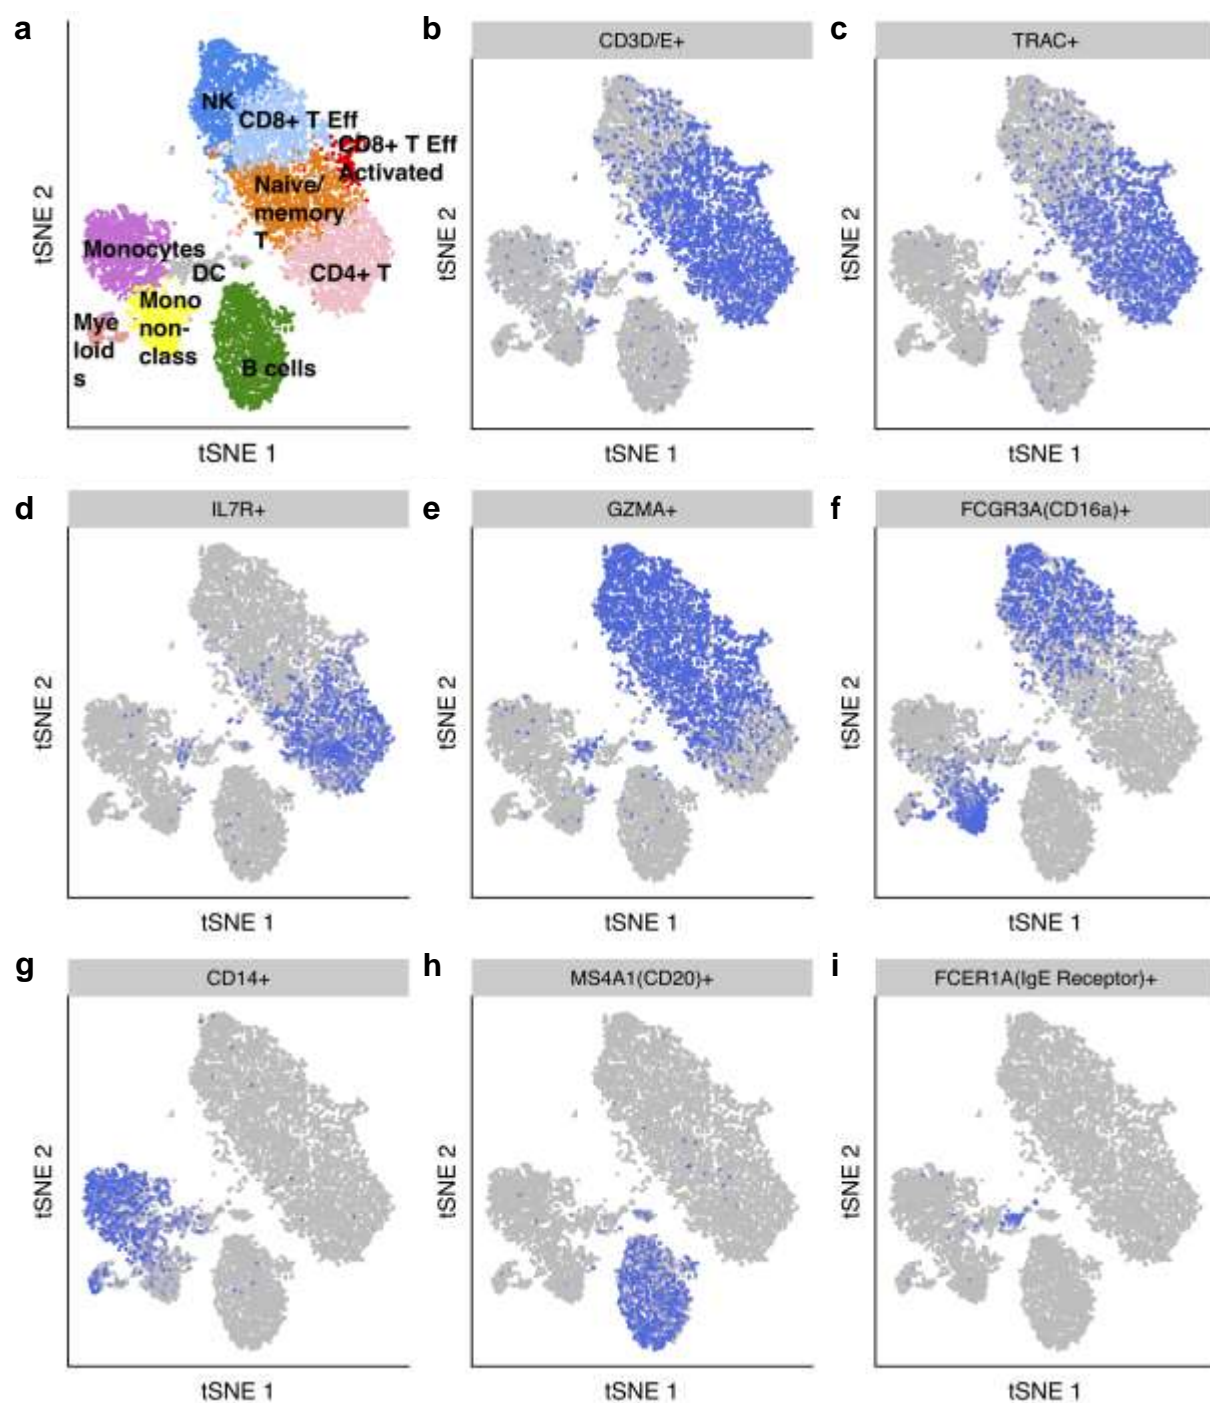 a
NK
CD8+ T Eff
CD8+ T Eff
Activated
Naive/
memory
T
Monocytes
DC
CD4+ T
Mono
non-
class
Mye
loid
s
B cells
tSNE 2
tSNE 1
b
CD3D/E+
tSNE 2
tSNE 1
c
TRAC+
tSNE 2
tSNE 1
d
IL7R+
tSNE 2
tSNE 1
e
GZMA+
tSNE 2
tSNE 1
f
FCGR3A(CD16a)+
tSNE 2
tSNE 1
g
CD14+
tSNE 2
tSNE 1
h
MS4A1(CD20)+
tSNE 2
tSNE 1
i
FCER1A(IgE Receptor)+
tSNE 2
tSNE 1